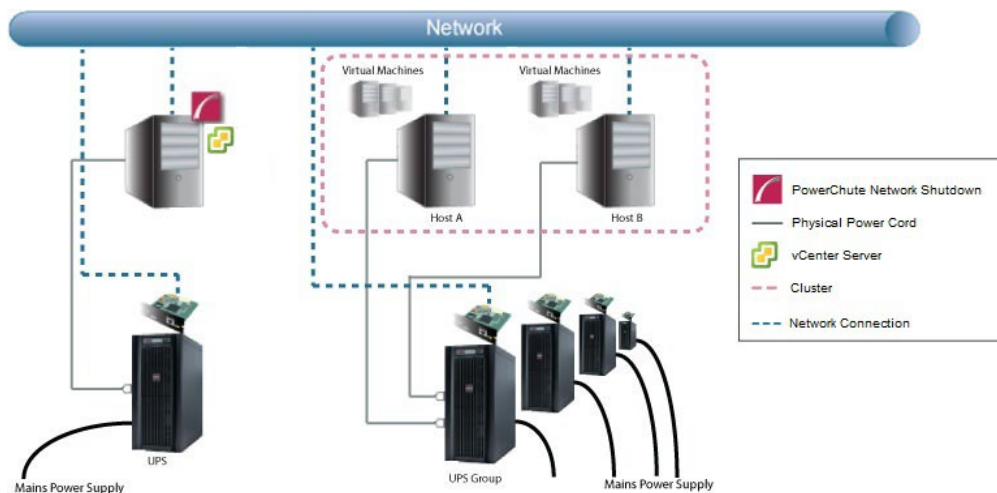 Network
Virtual Machines
Virtual Machines
Host A
Host B
PowerChute Network Shutdown
Physical Power Cord
vCenter Server
Cluster
Network Connection
UPS
UPS Group
Mains Power Supply
Mains Power Supply